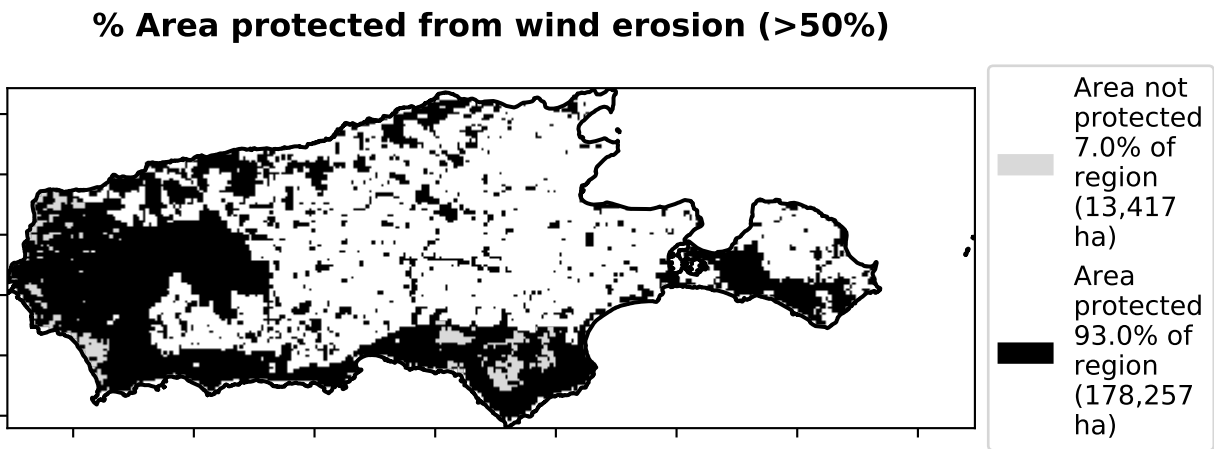 % Area protected from wind erosion (>50%)
Area not
protected
7.0% of
region
(13,417
ha)
Area
protected
93.0% of
region
(178,257
ha)